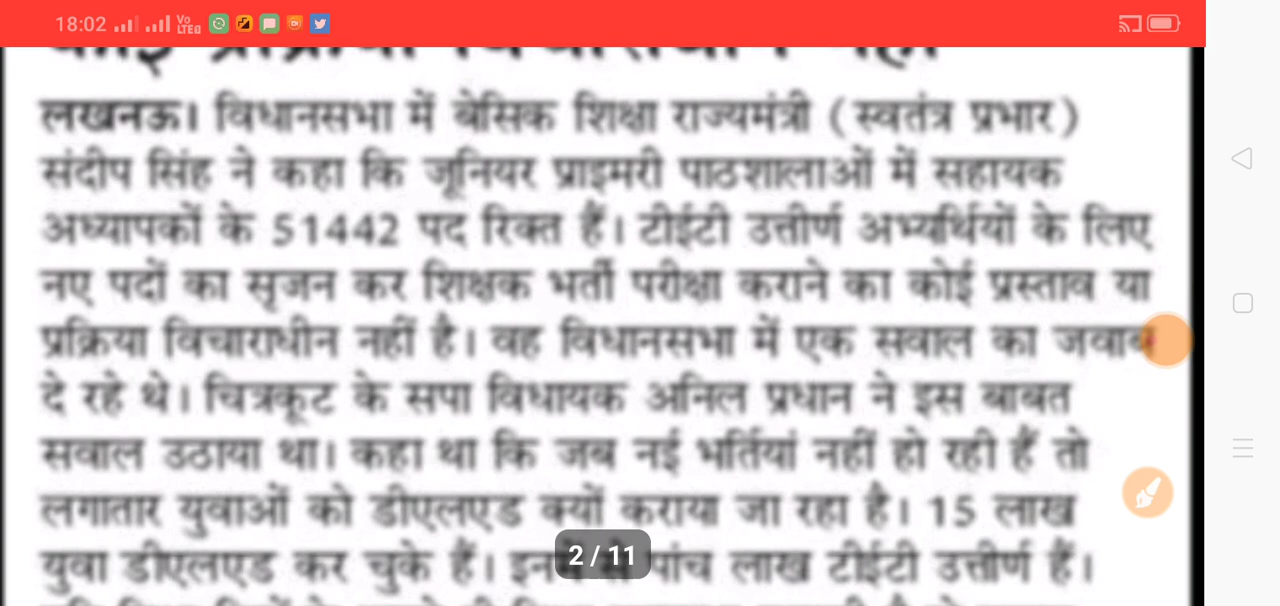 18:02
लखनऊ। विधानसभा में बेसिक शिक्षा राज्यमंत्री (स्वतंत्र प्रभार)
संदीप सिंह ने कहा कि जूनियर प्राइमरी पाठशालाओं में सहायक
अध्यापकों के 51442 पद रिक्त हैं। टीईटी उत्तीर्ण अभ्यर्थियों के लिए
नए पदों का सृजन कर शिक्षक भर्ती परीक्षा कराने का कोई प्रस्ताव या
प्रक्रिया विचाराधीन नहीं है। वह विधानसभा में एक सवाल का जवाब
दे रहे थे। चित्रकूट के सपा विधायक अनिल प्रधान ने इस बाबत
सवाल उठाया था। कहा था कि जब नई भर्तियां नहीं हो रही हैं तो
लगातार युवाओं को डीएलएड क्यों कराया जा रहा है। 15 लाख
युवा डीएलएड कर चुके हैं। पांच लाख टीईटी उत्तीर्ण हैं।
2 / 11